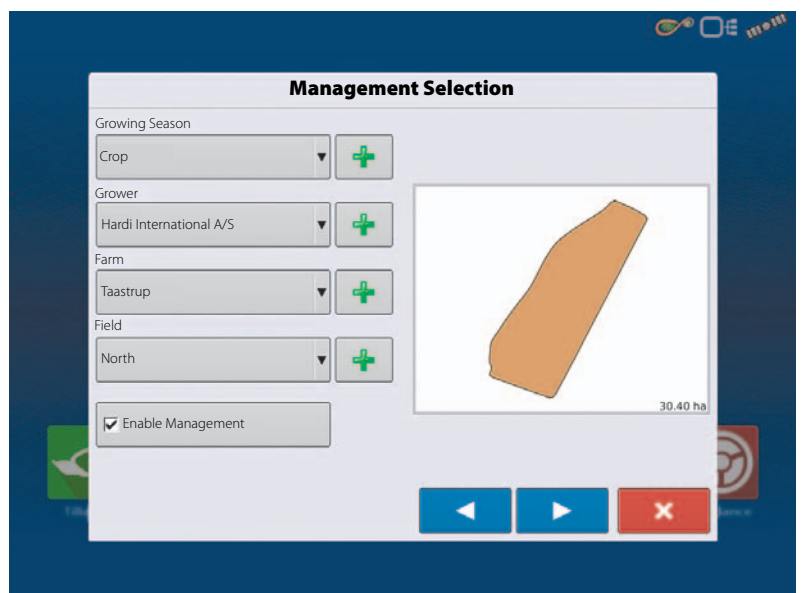 Management Selection
Growing Season
Crop
Grower
Hardi International A/S
Farm
Taastrup
Field
North
30.40 ha
Enable Management